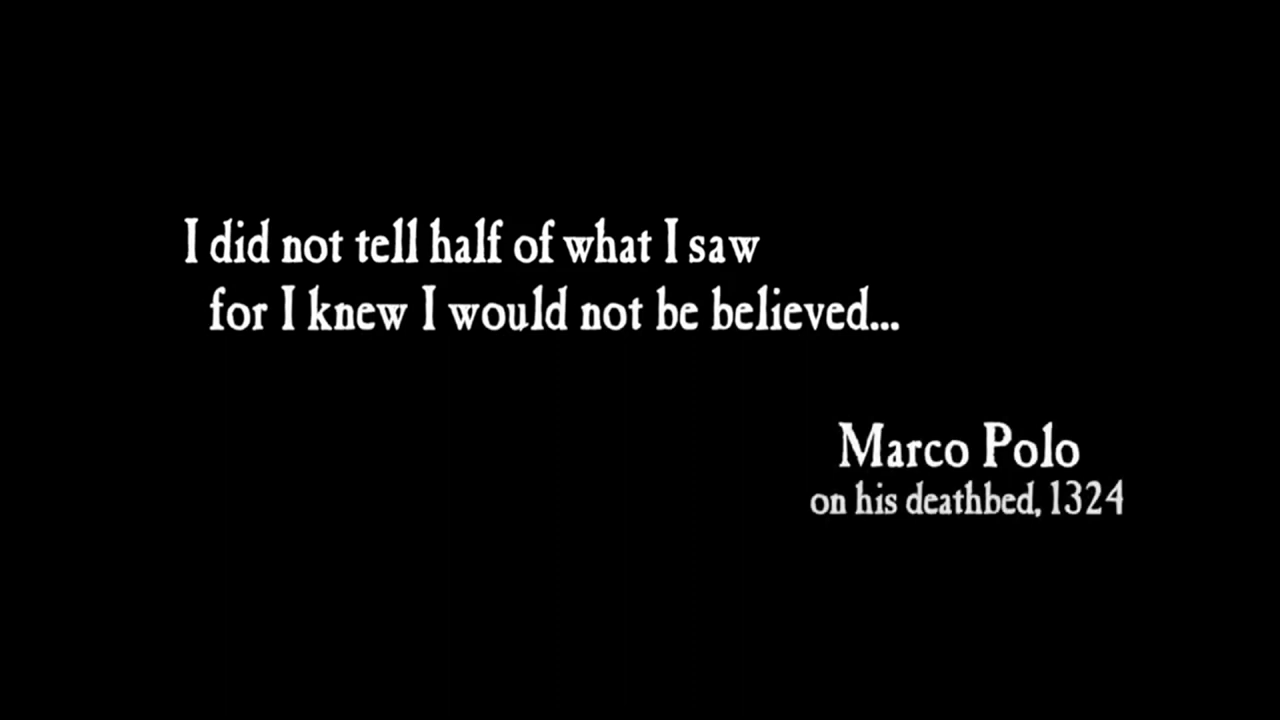 I did not tell half of what I saw
for I knew I would not be believed...
Marco Polo
on his deathbed, 1324